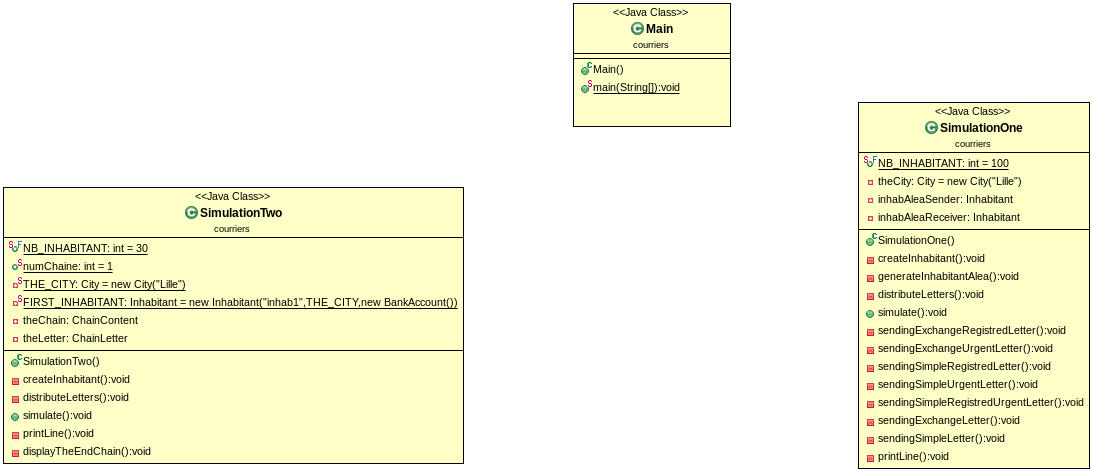 <<Java Class>>
Main
courriers
Main()
main(String[]):void
<<Java Class>>
SimulationOne
courriers
NB_INHABITANT: int = 100
theCity: City = new City("Lille")
inhabAleaSender: Inhabitant
inhabAleaReceiver: Inhabitant
SimulationOne()
createInhabitant():void
generateInhabitantAlea():void
distributeLetters():void
simulate():void
sendingExchangeRegistredLetter():void
sendingExchangeUrgentLetter():void
sendingSimpleRegistredLetter():void
sendingSimpleUrgentLetter():void
sendingSimpleRegistredUrgentLetter():void
sendingExchangeLetter():void
sendingSimpleLetter():void
printLine():void
<<Java Class>>
SimulationTwo
courriers
NB_INHABITANT: int = 30
numChaine: int = 1
THE_CITY: City = new City("Lille")
FIRST_INHABITANT: Inhabitant = new Inhabitant("inhab1",THE_CITY,new BankAccount())
theChain: ChainContent
theLetter: ChainLetter
SimulationTwo()
createInhabitant():void
distributeLetters():void
simulate():void
printLine():void
displayTheEndChain():void